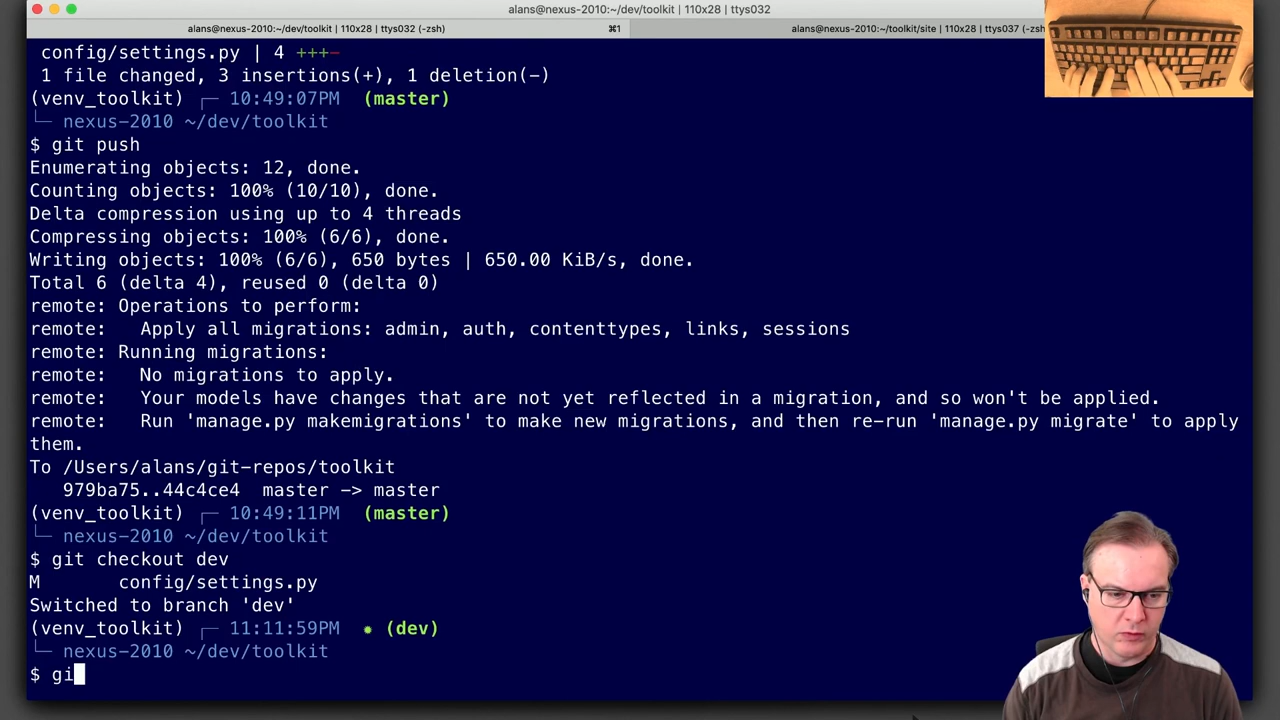 alans@nexus-2010:~/dev/toolkit | 110x28 | ttys032
alans@nexus-2010:~/dev/toolkit | 110x28 | ttys032 (-zsh) ⌘1 alans@nexus-2010:~/toolkit/site | 110x28 | ttys037 (-zsh
config/settings.py | 4 +++-
1 file changed, 3 insertions(+), 1 deletion(-)
(venv_toolkit) ┌─ 10:49:07PM (master)
└─ nexus-2010 ~/dev/toolkit
$ git push
Enumerating objects: 12, done.
Counting objects: 100% (10/10), done.
Delta compression using up to 4 threads
Compressing objects: 100% (6/6), done.
Writing objects: 100% (6/6), 650 bytes | 650.00 KiB/s, done.
Total 6 (delta 4), reused 0 (delta 0)
remote: Operations to perform:
remote:   Apply all migrations: admin, auth, contenttypes, links, sessions
remote: Running migrations:
remote:   No migrations to apply.
remote:   Your models have changes that are not yet reflected in a migration, and so won't be applied.
remote:   Run 'manage.py makemigrations' to make new migrations, and then re-run 'manage.py migrate' to apply
them.
To /Users/alans/git-repos/toolkit
979ba75..44c4ce4  master -> master
(venv_toolkit) ┌─ 10:49:11PM (master)
└─ nexus-2010 ~/dev/toolkit
$ git checkout dev
M       config/settings.py
Switched to branch 'dev'
(venv_toolkit) ┌─ 11:11:59PM ✹ (dev)
└─ nexus-2010 ~/dev/toolkit
$ gi